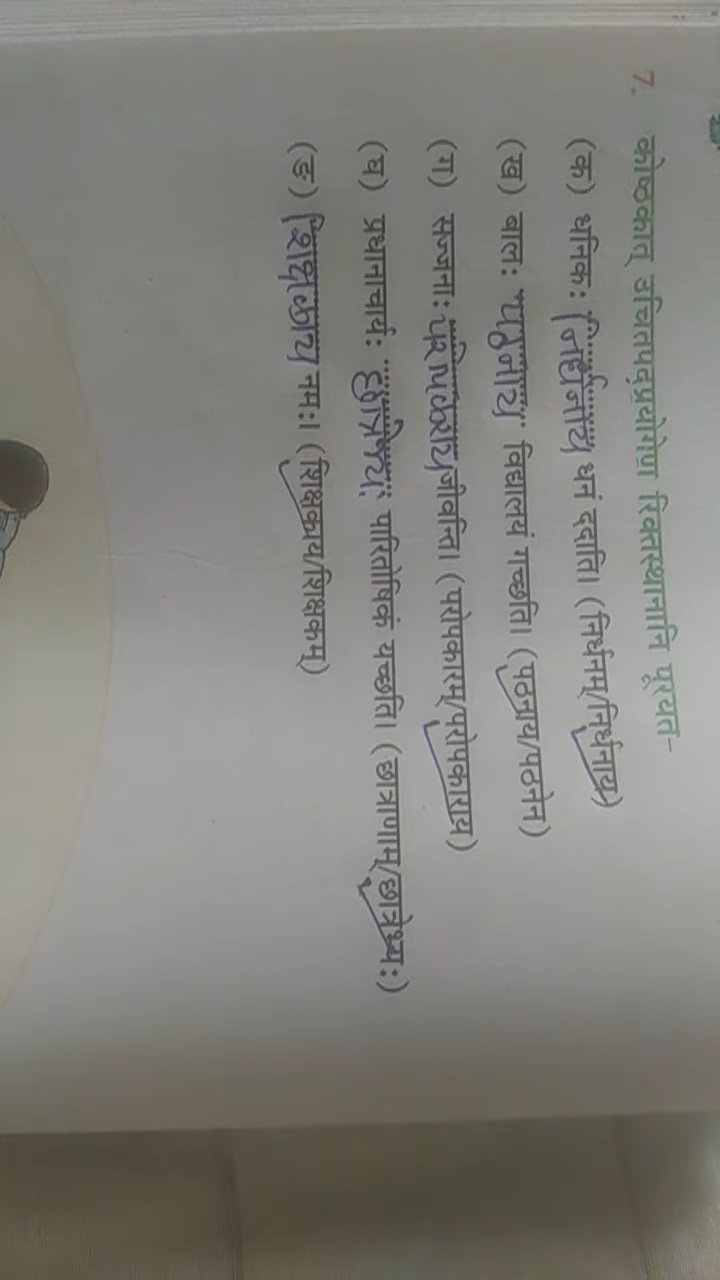 7. कोष्ठकात् उचितपदप्रयोगेण रिक्तस्थानानि पूरयत-
(क) धनिकः निर्धनाय धनं ददाति। (निर्धनम्/निर्धनाय)
(ख) बालः पठनाय विद्यालयं गच्छति। (पठनाय/पठनेन)
(ग) सज्जनाः परोपकाराय जीवन्ति। (परोपकारम्/परोपकाराय)
(घ) प्रधानाचार्यः छात्रेभ्यः पारितोषिकं यच्छति। (छात्राणाम्/छात्रेभ्यः)
(ङ) शिक्षकाय नमः। (शिक्षकाय/शिक्षकम्)